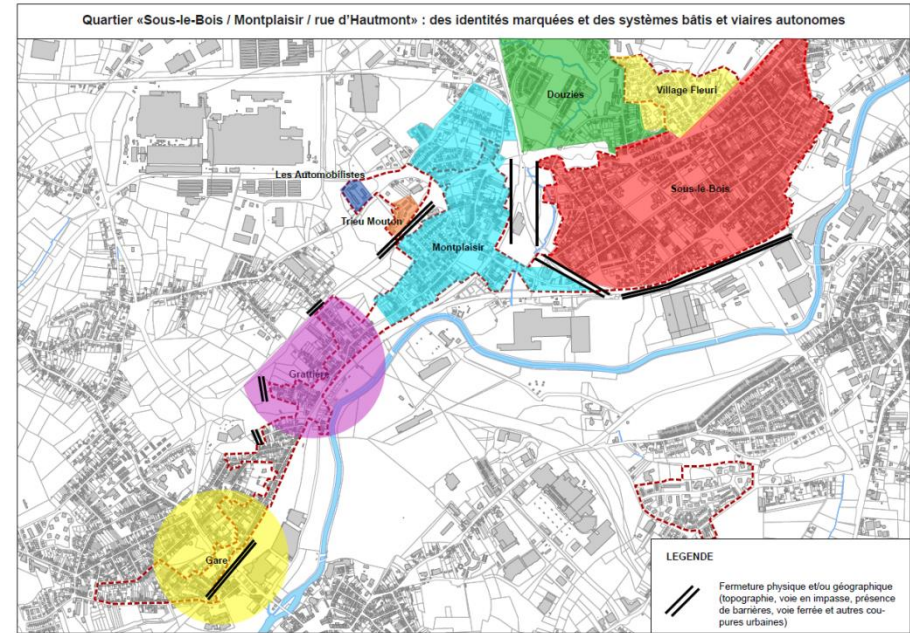 Quartier «Sous-le-Bois / Montplaisir / rue d'Hautmont» : des identités marquées et des systèmes bâtis et viaires autonomes
Douzies
Village Fleuri
Les Automobilistes
Sous-le-Bois
Trieu Mouton
Montplaisir
Grattière
Gare
LEGENDE
Fermeture physique et/ou géographique
(topographie, voie en impasse, présence
de barrières, voie ferrée et autres cou-
pures urbaines)